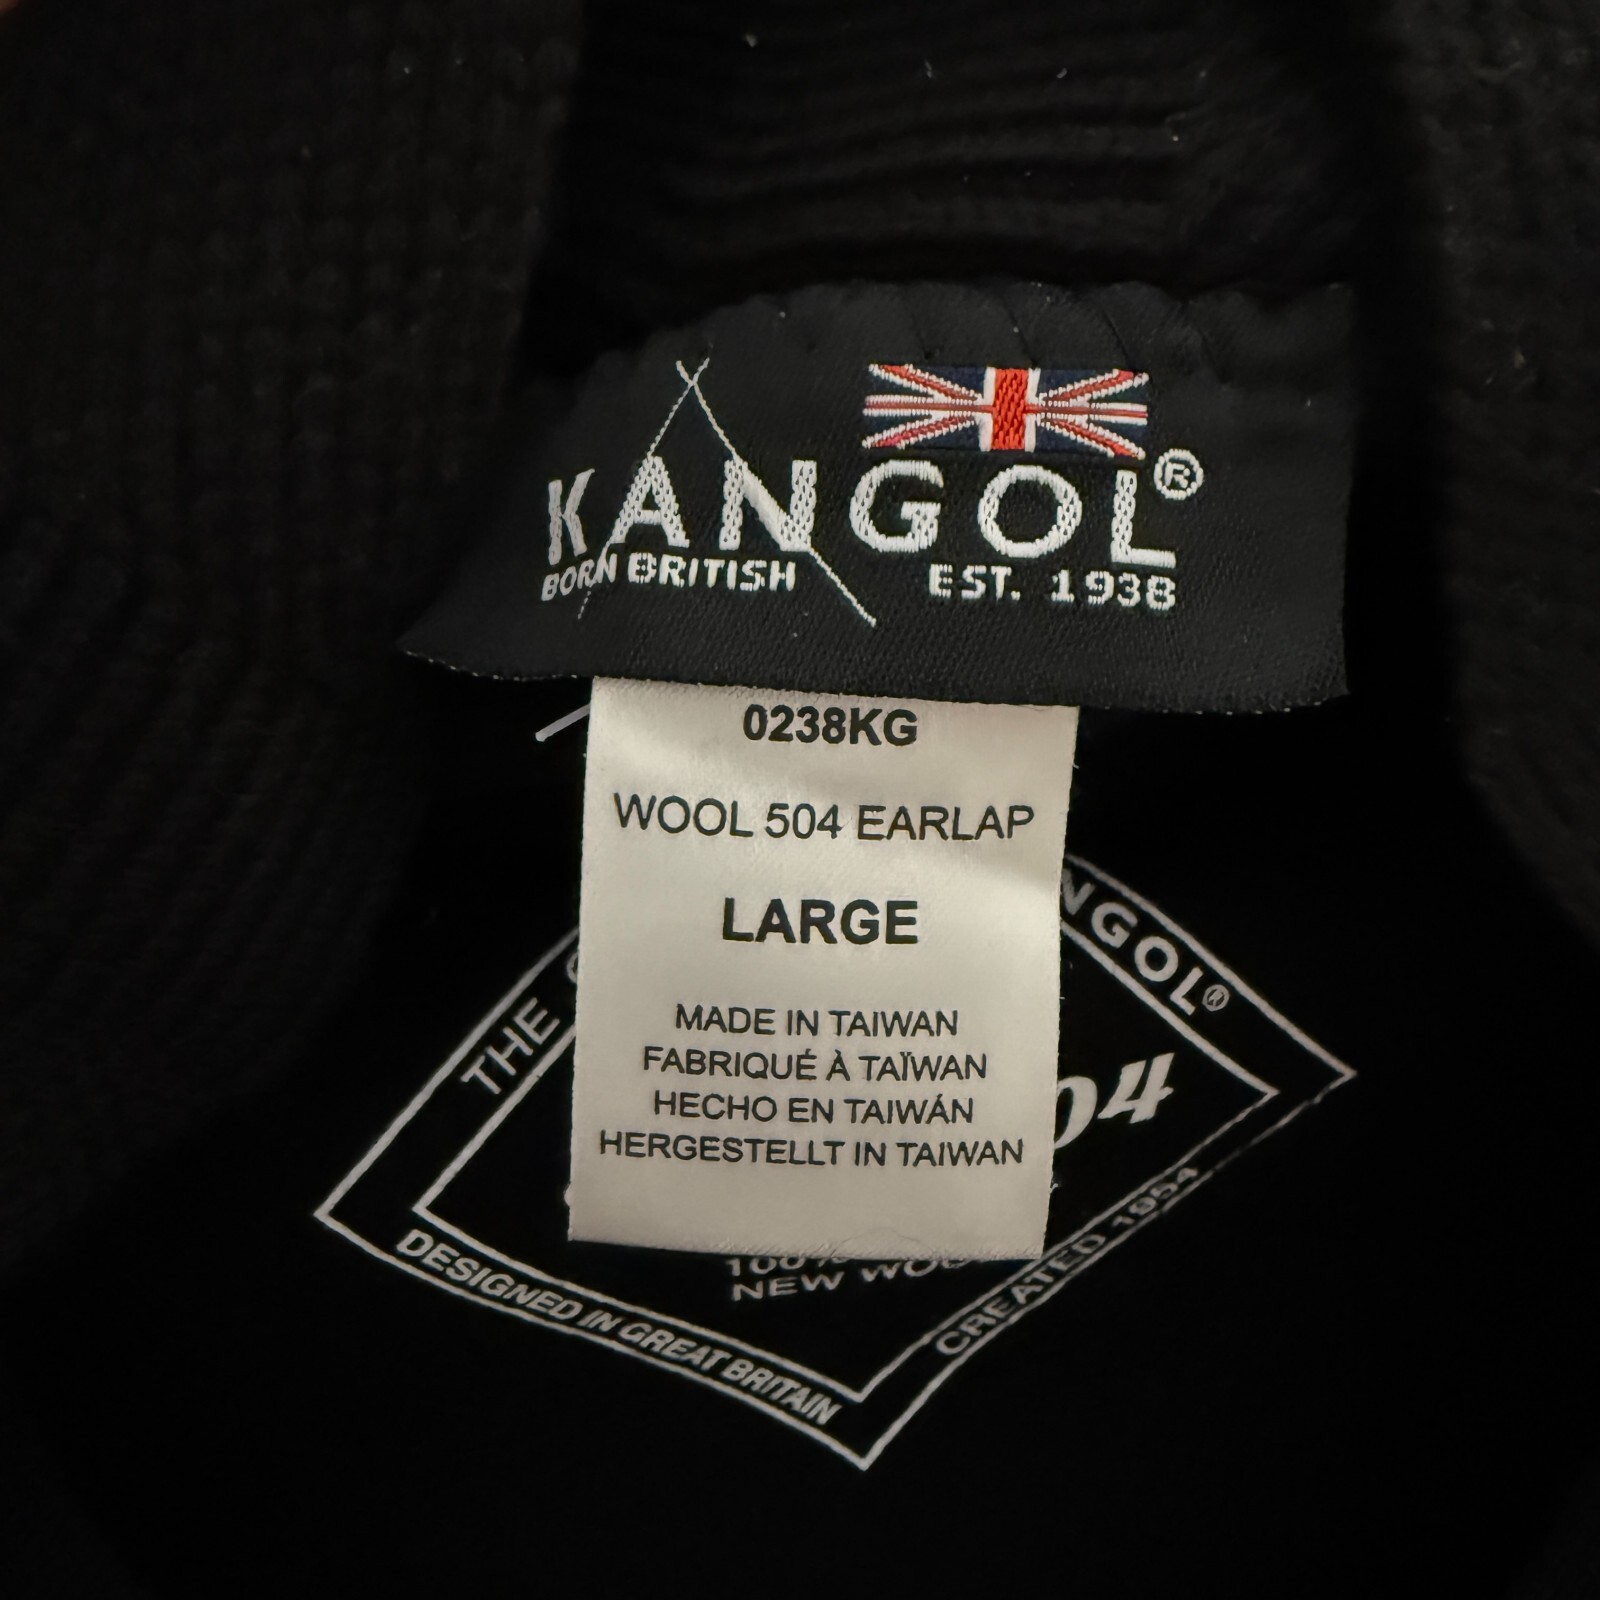 KANGOL®
BORN BRITISH EST. 1938
0238KG
WOOL 504 EARLAP
LARGE
MADE IN TAIWAN
FABRIQUÉ À TAÏWAN
HECHO EN TAIWÁN
HERGESTELLT IN TAIWAN
THE
NGOL®
04
100%
NEW WOO
DESIGNED IN GREAT BRITAIN
CREATED 1954